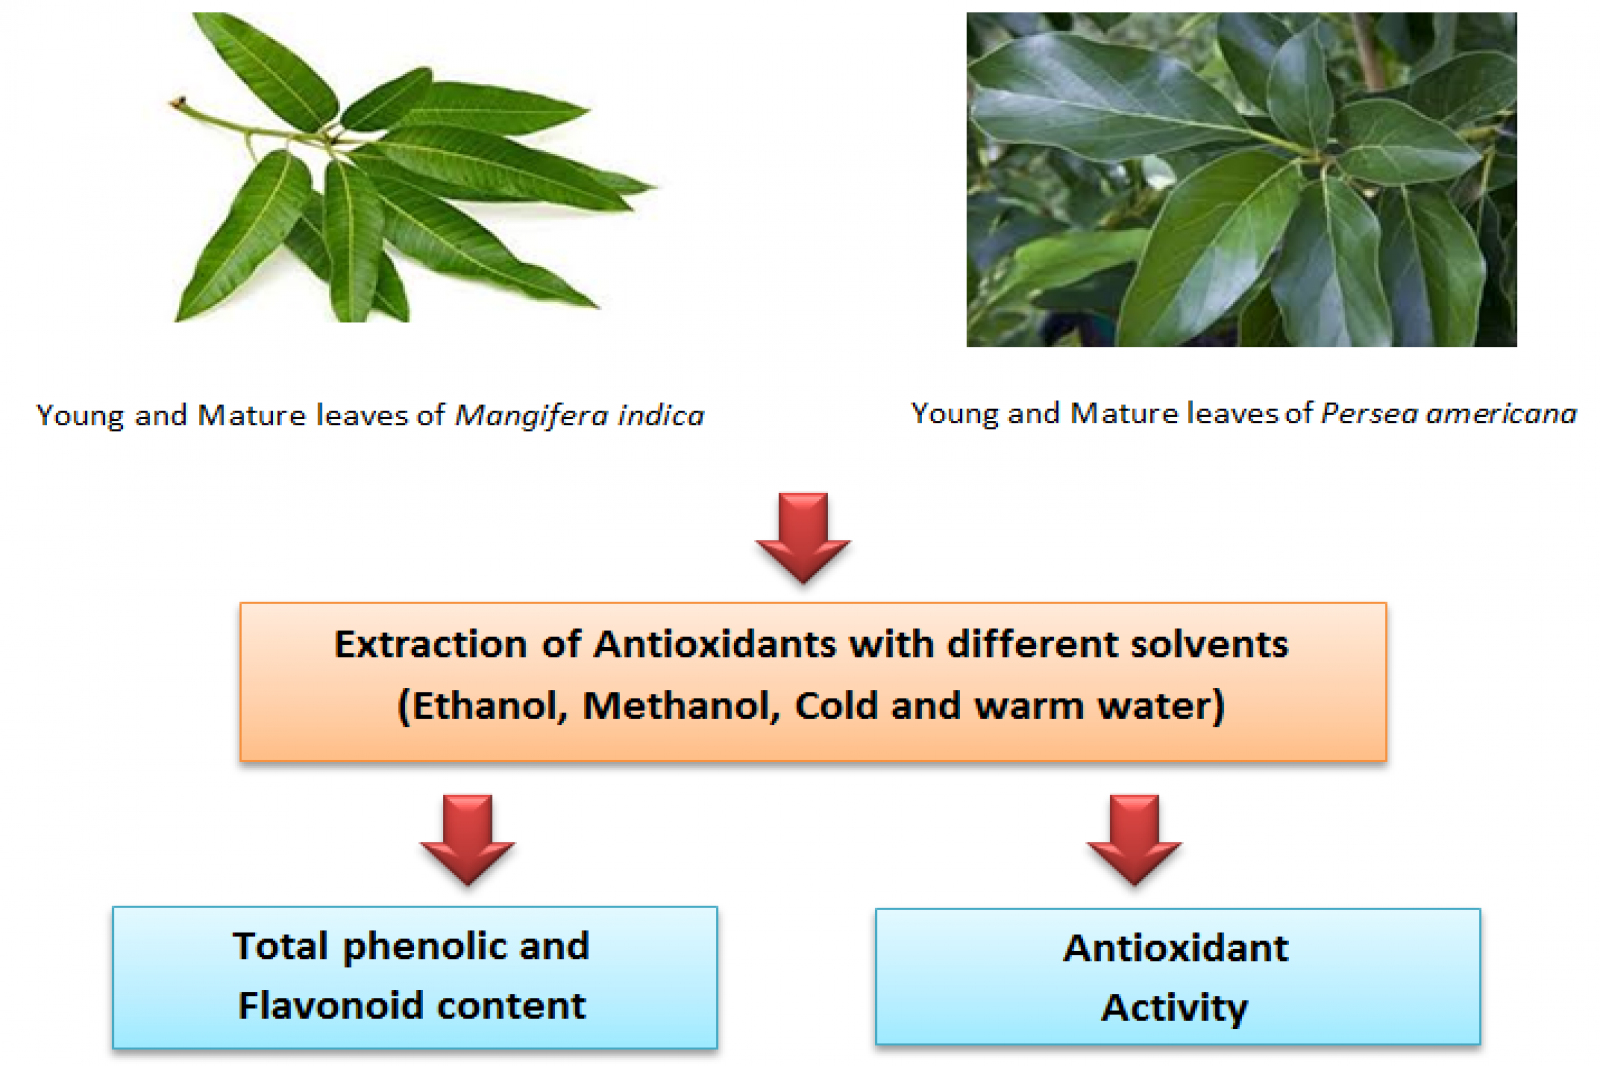 Young and Mature leaves of Mangifera indica
Young and Mature leaves of Persea americana
Extraction of Antioxidants with different solvents
(Ethanol, Methanol, Cold and warm water)
Total phenolic and
Flavonoid content
Antioxidant
Activity